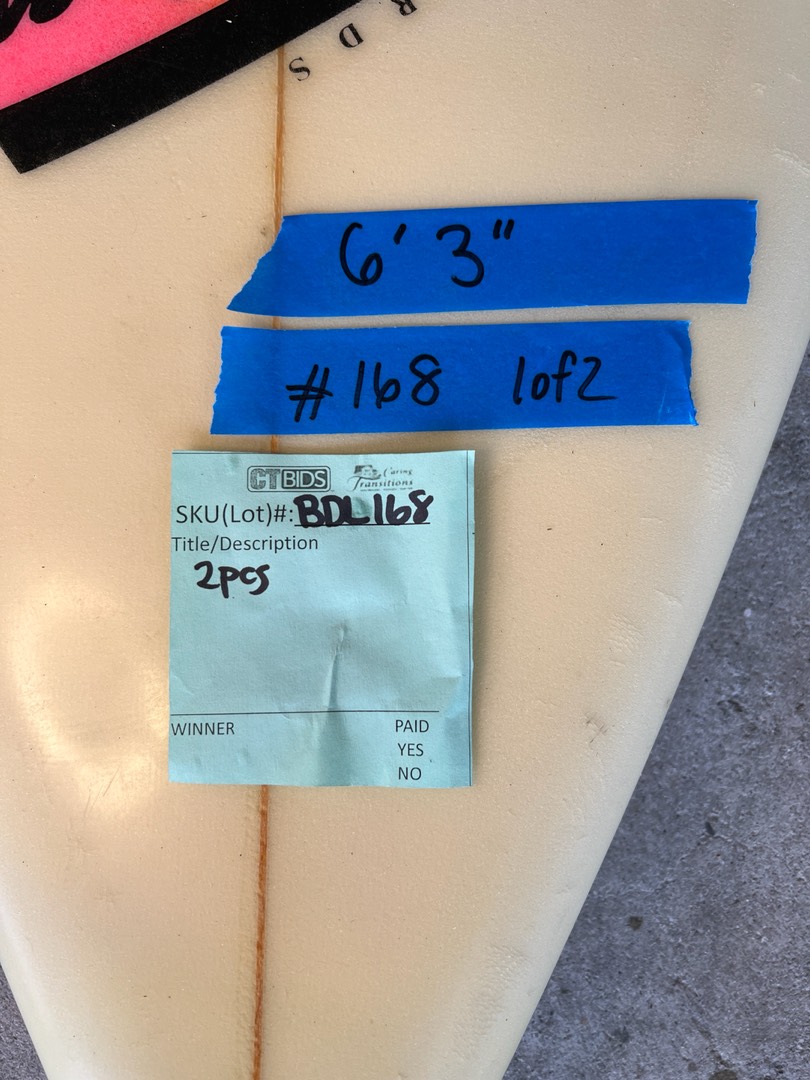 R D S
6' 3"
#168 1of2
CTBIDS Caring Transitions
SKU(Lot)#: BDL168
Title/Description
2pcs
WINNER PAID
YES
NO